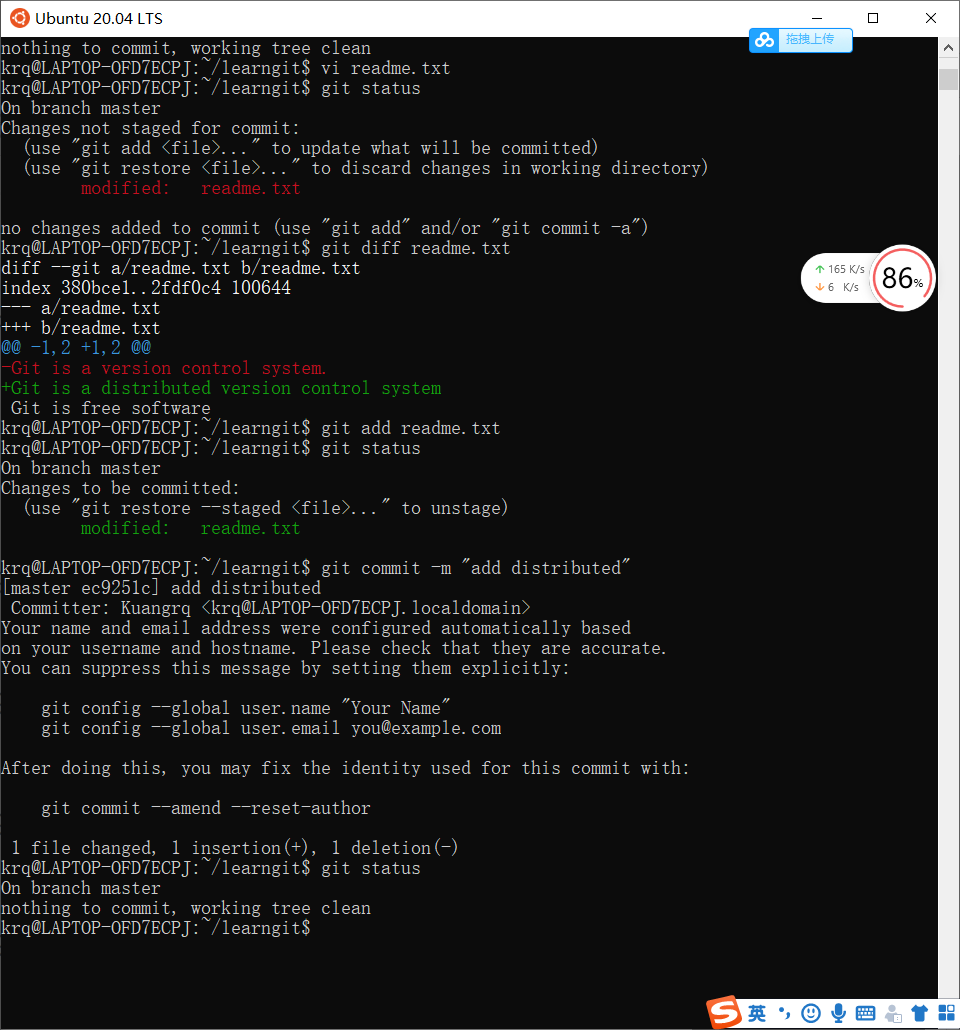 Ubuntu 20.04 LTS
拖拽上传
nothing to commit, working tree clean
krq@LAPTOP-OFD7ECPJ:~/learngit$ vi readme.txt
krq@LAPTOP-OFD7ECPJ:~/learngit$ git status
On branch master
Changes not staged for commit:
  (use "git add <file>..." to update what will be committed)
  (use "git restore <file>..." to discard changes in working directory)
        modified:   readme.txt
no changes added to commit (use "git add" and/or "git commit -a")
krq@LAPTOP-OFD7ECPJ:~/learngit$ git diff readme.txt
diff --git a/readme.txt b/readme.txt
index 380bce1..2fdf0c4 100644
--- a/readme.txt
+++ b/readme.txt
@@ -1,2 +1,2 @@
-Git is a version control system.
+Git is a distributed version control system
 Git is free software
krq@LAPTOP-OFD7ECPJ:~/learngit$ git add readme.txt
krq@LAPTOP-OFD7ECPJ:~/learngit$ git status
On branch master
Changes to be committed:
  (use "git restore --staged <file>..." to unstage)
        modified:   readme.txt
krq@LAPTOP-OFD7ECPJ:~/learngit$ git commit -m "add distributed"
[master ec9251c] add distributed
 Committer: Kuangrq <krq@LAPTOP-OFD7ECPJ.localdomain>
Your name and email address were configured automatically based
on your username and hostname. Please check that they are accurate.
You can suppress this message by setting them explicitly:
    git config --global user.name "Your Name"
    git config --global user.email you@example.com
After doing this, you may fix the identity used for this commit with:
    git commit --amend --reset-author
 1 file changed, 1 insertion(+), 1 deletion(-)
krq@LAPTOP-OFD7ECPJ:~/learngit$ git status
On branch master
nothing to commit, working tree clean
krq@LAPTOP-OFD7ECPJ:~/learngit$
↑ 165 K/s
↓ 6 K/s
86%
S 英